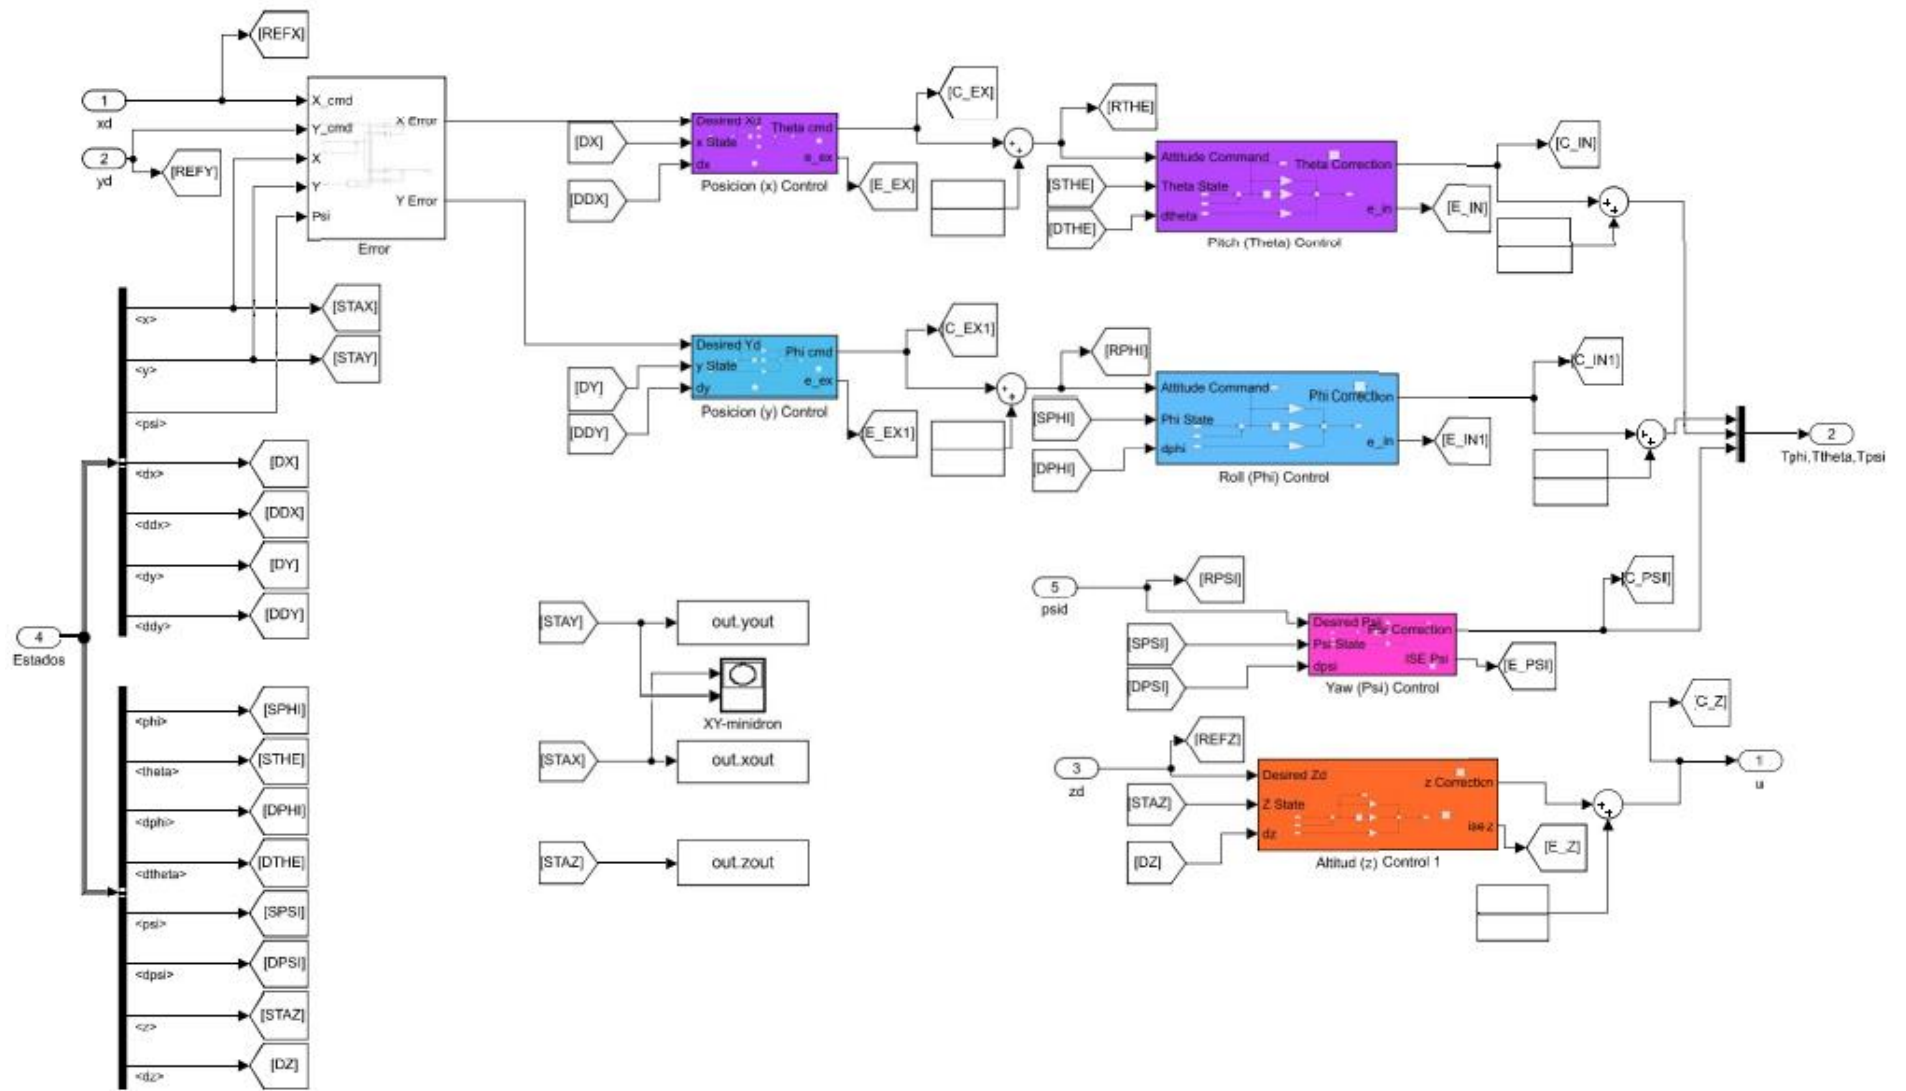 [REFX]
1
xd
2
yd
[REFY]
X_cmd
Y_cmd
X
Y
Psi
X Error
Y Error
Error
[DX]
[DDX]
Desired Xd
x State
dx
Theta cmd
e_ex
Posicion (x) Control
[C_EX]
[E_EX]
[RTHE]
[STHE]
[DTHE]
Attitude Command
Theta State
dtheta
Theta Correction
e_in
Pitch (Theta) Control
[C_IN]
[E_IN]
<x>
[STAX]
<y>
[STAY]
<psi>
<dx>
[DX]
<ddx>
[DDX]
<dy>
[DY]
<ddy>
[DDY]
4
Estados
[DY]
[DDY]
Desired Yd
y State
dy
Phi cmd
e_ex
Posicion (y) Control
[C_EX1]
[E_EX1]
[RPHI]
[SPHI]
[DPHI]
Attitude Command
Phi State
dphi
Phi Correction
e_in
Roll (Phi) Control
[C_IN1]
[E_IN1]
2
Tphi,Ttheta,Tpsi
<phi>
[SPHI]
<theta>
[STHE]
<dphi>
[DPHI]
<dtheta>
[DTHE]
<psi>
[SPSI]
<dpsi>
[DPSI]
<z>
[STAZ]
<dz>
[DZ]
[STAY]
out.yout
XY-minidron
[STAX]
out.xout
[STAZ]
out.zout
5
psid
[RPSI]
[SPSI]
[DPSI]
Desired Psi
Psi State
dpsi
Psi Correction
ISE Psi
Yaw (Psi) Control
[C_PSI]
[E_PSI]
3
zd
[REFZ]
[STAZ]
[DZ]
Desired Zd
Z State
dz
z Correction
ise z
Altitud (z) Control 1
[C_Z]
[E_Z]
1
u